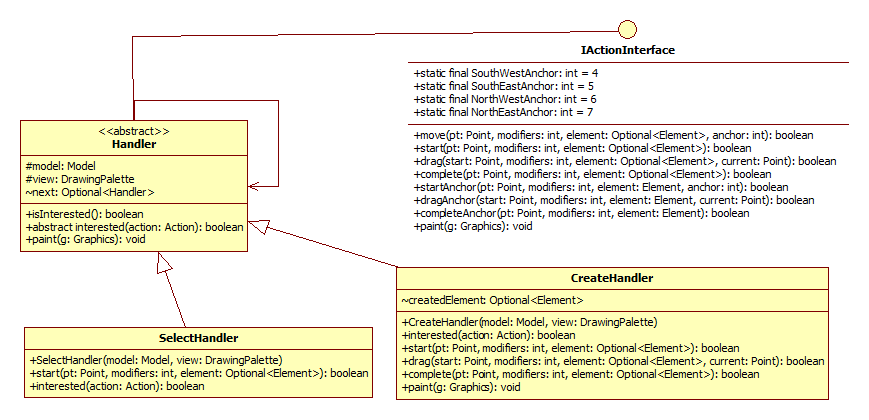 IActionInterface
+static final SouthWestAnchor: int = 4
+static final SouthEastAnchor: int = 5
+static final NorthWestAnchor: int = 6
+static final NorthEastAnchor: int = 7
+move(pt: Point, modifiers: int, element: Optional<Element>, anchor: int): boolean
+start(pt: Point, modifiers: int, element: Optional<Element>): boolean
+drag(start: Point, modifiers: int, element: Optional<Element>, current: Point): boolean
+complete(pt: Point, modifiers: int, element: Optional<Element>): boolean
+startAnchor(pt: Point, modifiers: int, element: Element, anchor: int): boolean
+dragAnchor(start: Point, modifiers: int, element: Element, current: Point): boolean
+completeAnchor(pt: Point, modifiers: int, element: Element): boolean
+paint(g: Graphics): void
<<abstract>>
Handler
#model: Model
#view: DrawingPalette
~next: Optional<Handler>
+isInterested(): boolean
+abstract interested(action: Action): boolean
+paint(g: Graphics): void
CreateHandler
~createdElement: Optional<Element>
+CreateHandler(model: Model, view: DrawingPalette)
+interested(action: Action): boolean
+start(pt: Point, modifiers: int, element: Optional<Element>): boolean
+drag(start: Point, modifiers: int, element: Optional<Element>, current: Point): boolean
+complete(pt: Point, modifiers: int, element: Optional<Element>): boolean
+paint(g: Graphics): void
SelectHandler
+SelectHandler(model: Model, view: DrawingPalette)
+start(pt: Point, modifiers: int, element: Optional<Element>): boolean
+interested(action: Action): boolean